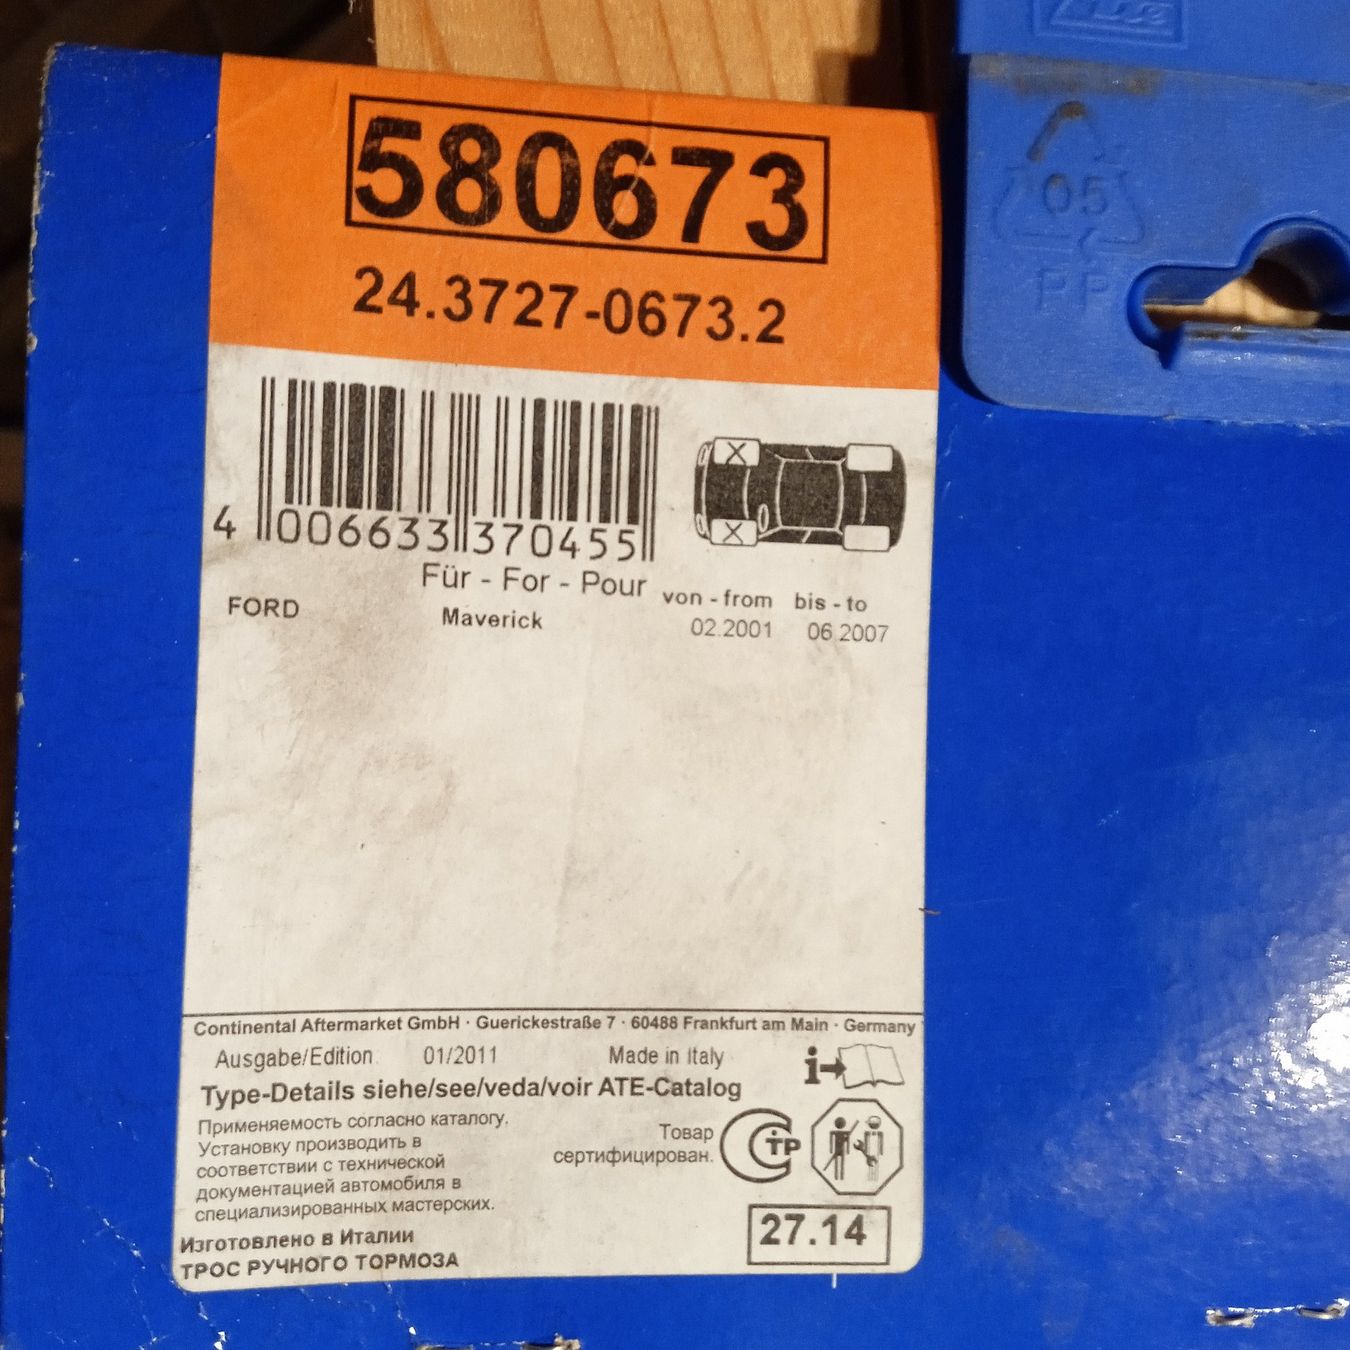 ate
05
PP
580673
24.3727-0673.2
4 006633 370455
Für - For - Pour
von - from bis - to
FORD Maverick 02.2001 06.2007
Continental Aftermarket GmbH · Guerickestraße 7 · 60488 Frankfurt am Main · Germany
Ausgabe/Edition 01/2011 Made in Italy
i
Type-Details siehe/see/veda/voir ATE-Catalog
Применяемость согласно каталогу.
Установку производить в
соответствии с технической
документацией автомобиля в
специализированных мастерских.
Товар
сертифицирован.
СТР
Изготовлено в Италии
ТРОС РУЧНОГО ТОРМОЗА
27.14